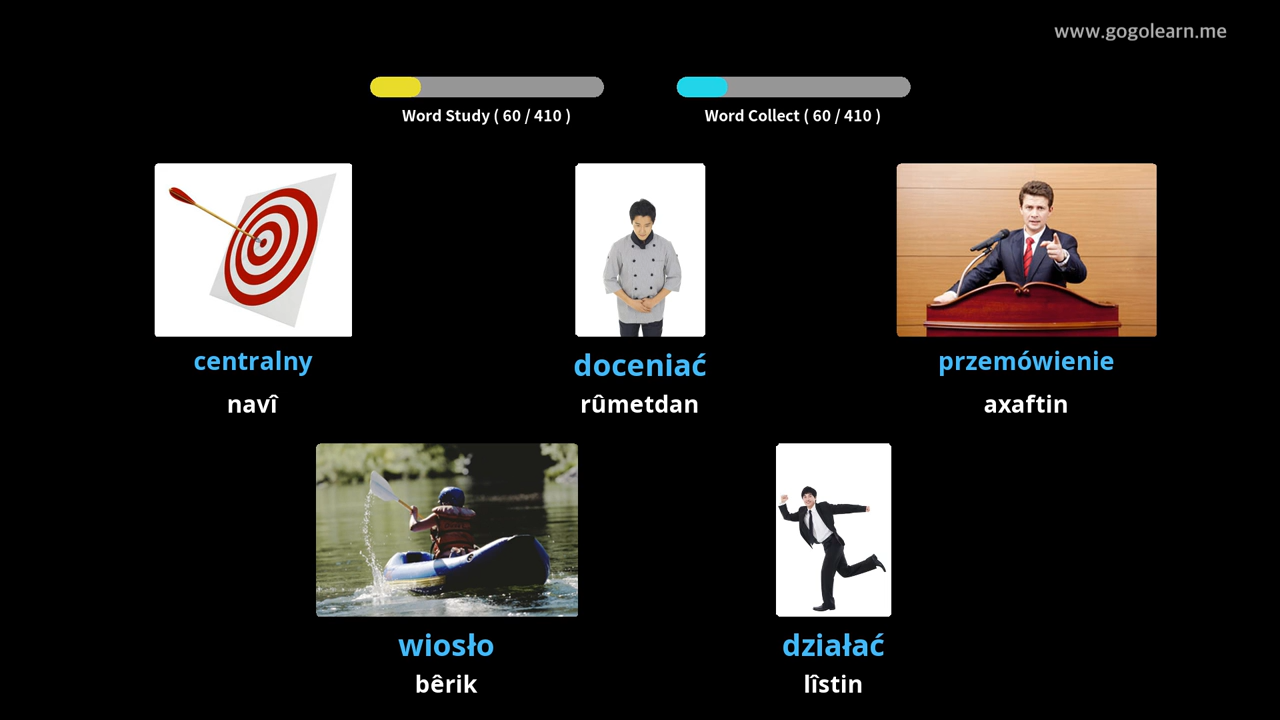 www.gogolearn.me
Word Study ( 60 / 410 )
Word Collect ( 60 / 410 )
centralny
navî
doceniać
rûmetdan
przemówienie
axaftin
wiosło
bêrik
działać
lîstin